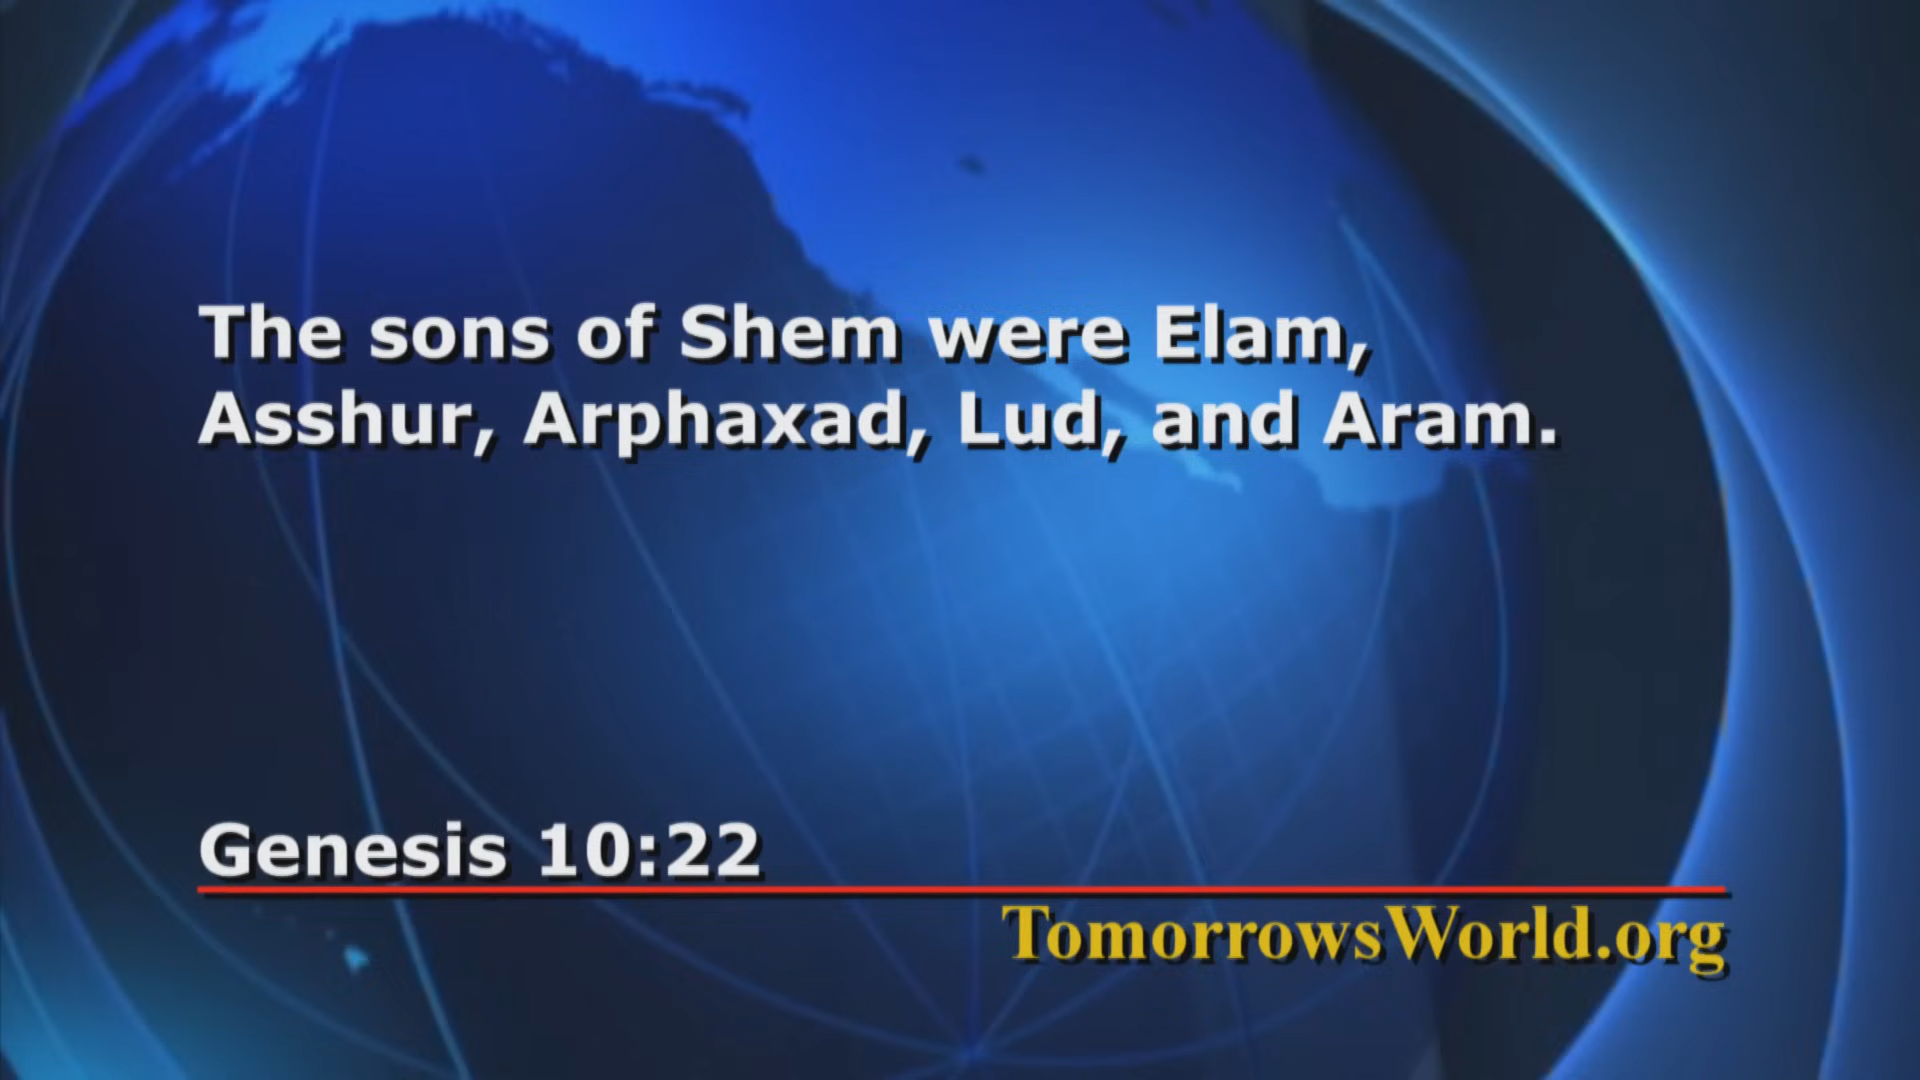 The sons of Shem were Elam,
Asshur, Arphaxad, Lud, and Aram.
Genesis 10:22
TomorrowsWorld.org